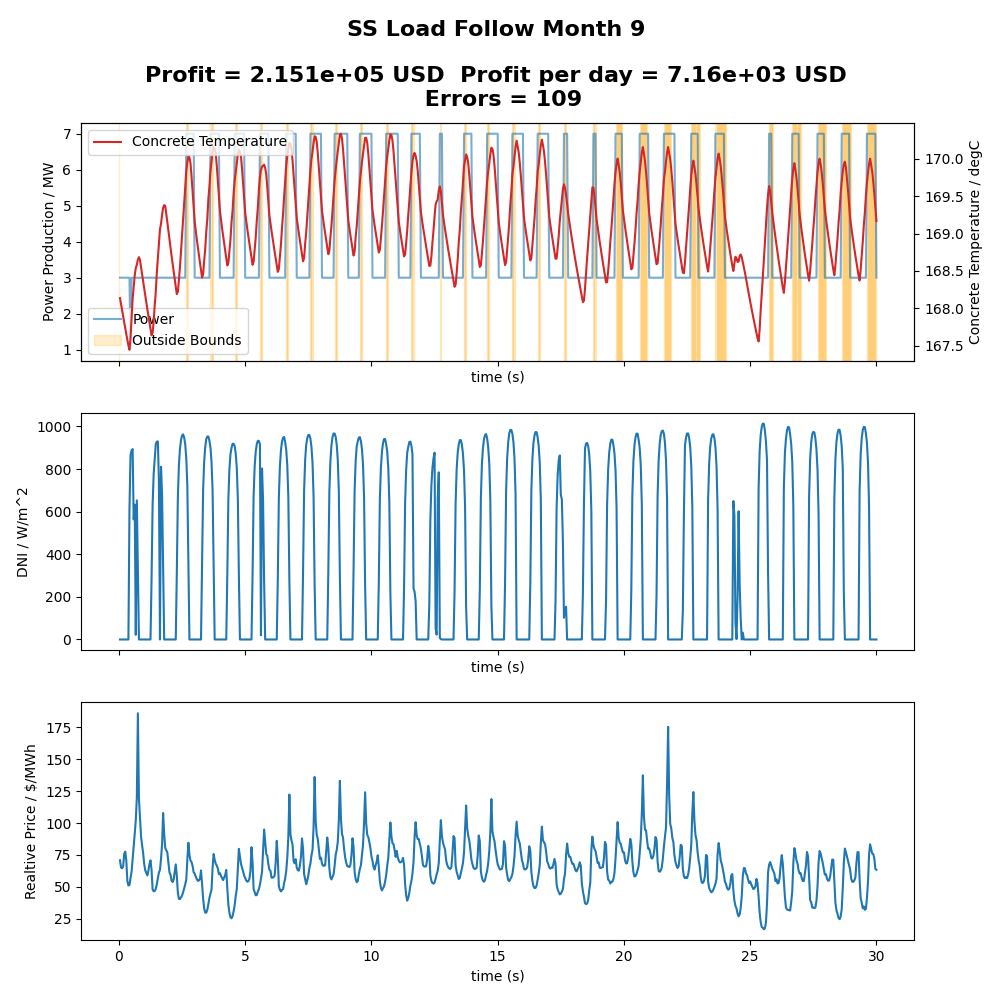 SS Load Follow Month 9
Profit = 2.151e+05 USD  Profit per day = 7.16e+03 USD
Errors = 109
Concrete Temperature
Power
Outside Bounds
Power Production / MW
7
6
5
4
3
2
1
170.0
169.5
169.0
168.5
168.0
167.5
Concrete Temperature / degC
time (s)
DNI / W/m^2
1000
800
600
400
200
0
time (s)
Realtive Price / $/MWh
175
150
125
100
75
50
25
0
5
10
15
20
25
30
time (s)